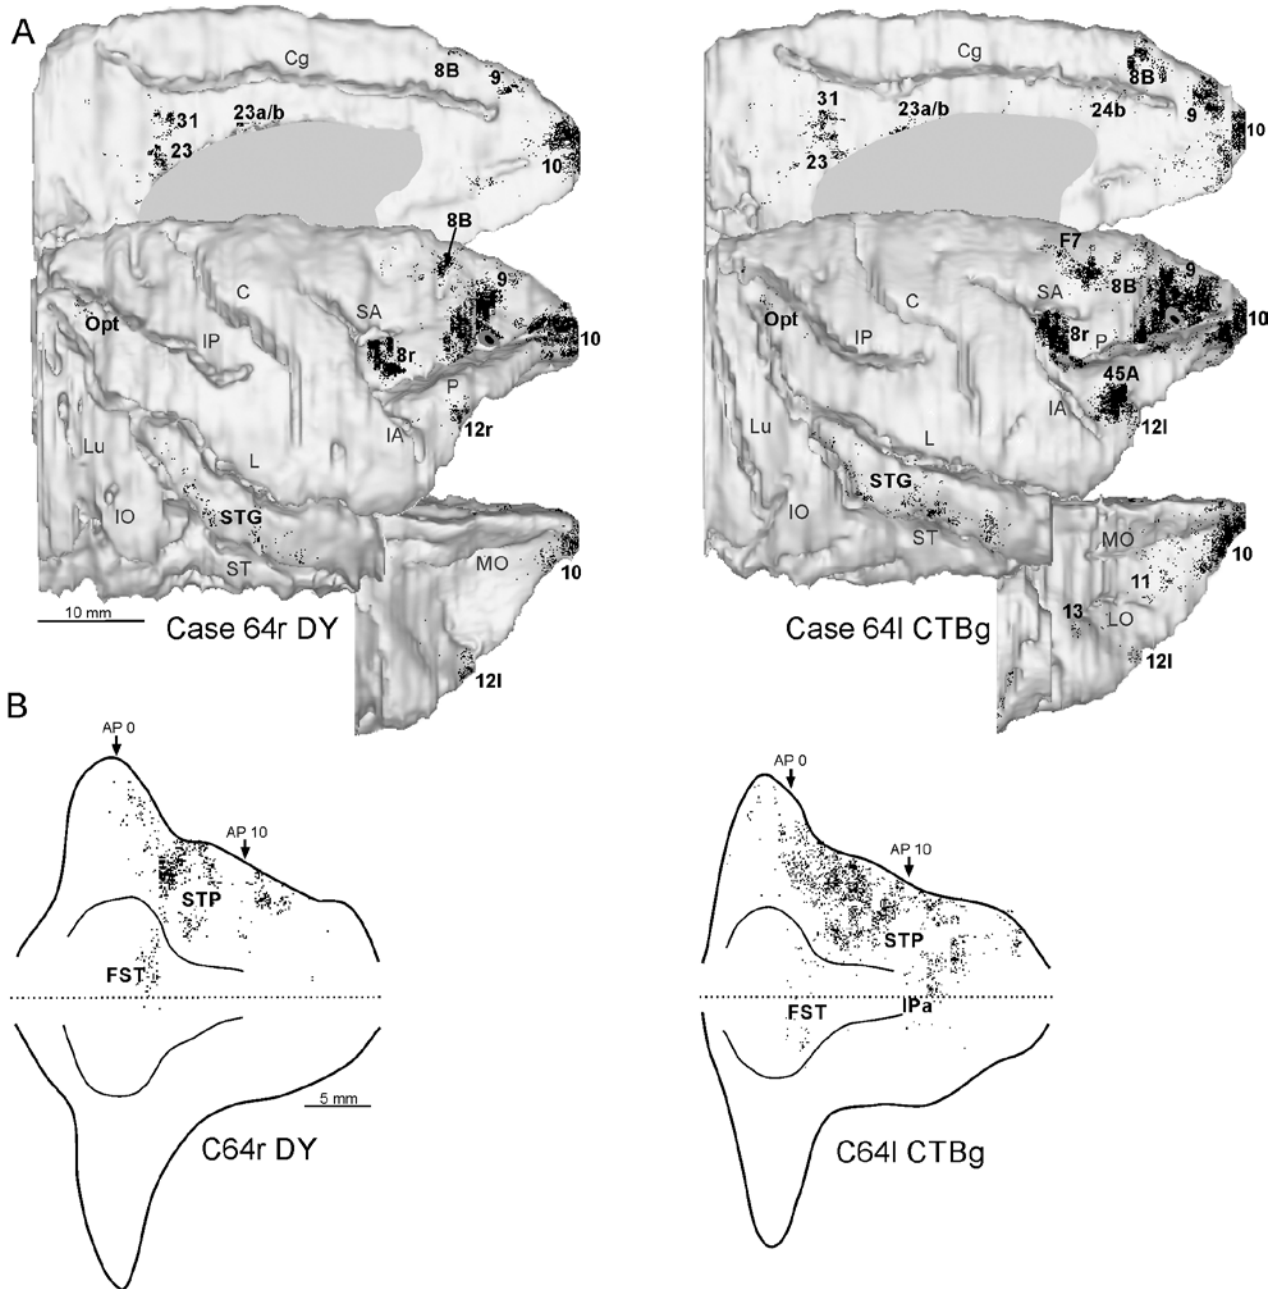 A
Cg
8B
9
31
23a/b
23
10
8B
9
C
SA
Opt
IP
8r
10
P
IA
12r
Lu
L
STG
IO
ST
MO
10
10 mm
Case 64r DY
12l
Cg
8B
31
23a/b
24b
9
10
23
F7
9
8B
C
SA
Opt
IP
8r
P
10
45A
IA
12l
Lu
L
STG
IO
ST
MO
10
11
13
LO
Case 64l CTBg
12l
B
AP 0
AP 10
STP
FST
5 mm
C64r DY
AP 0
AP 10
STP
FST
IPa
C64l CTBg